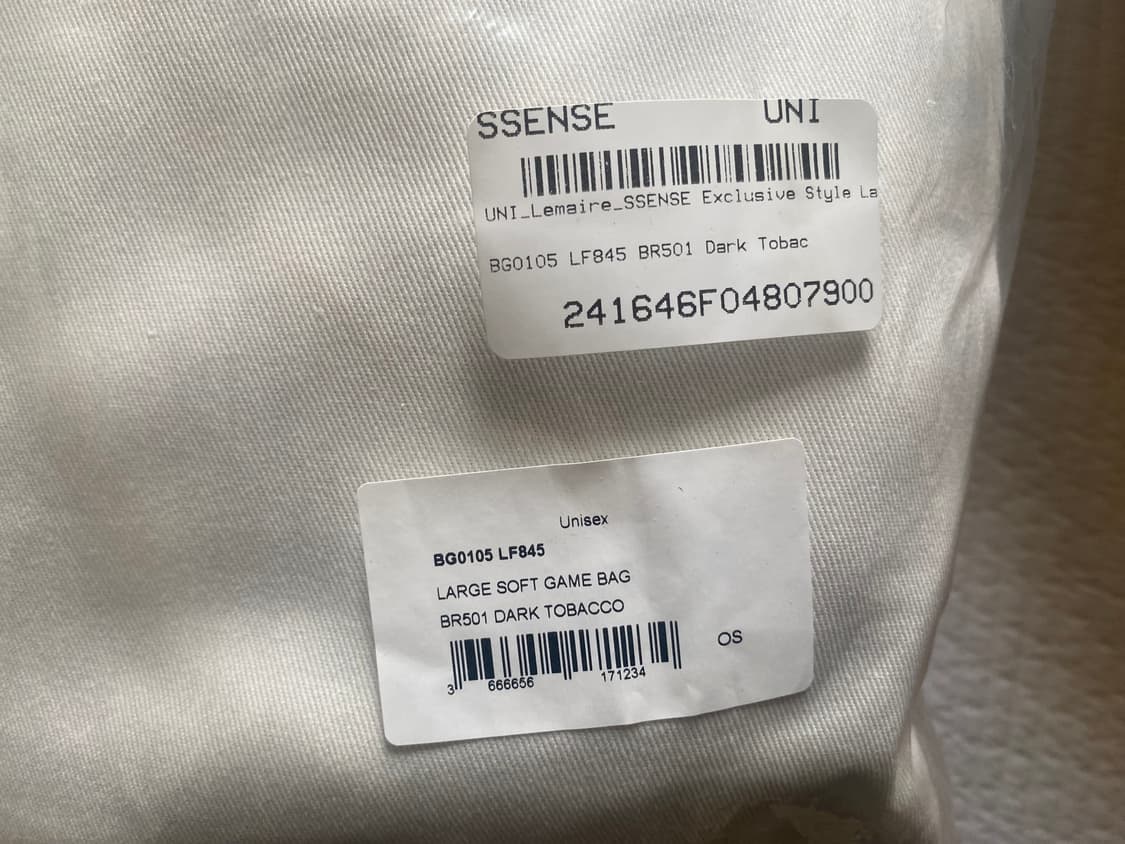 SSENSE UNI
UNI_Lemaire_SSENSE Exclusive Style La
BG0105 LF845 BR501 Dark Tobac
241646F04807900
Unisex
BG0105 LF845
LARGE SOFT GAME BAG
BR501 DARK TOBACCO
OS
3 666656 171234